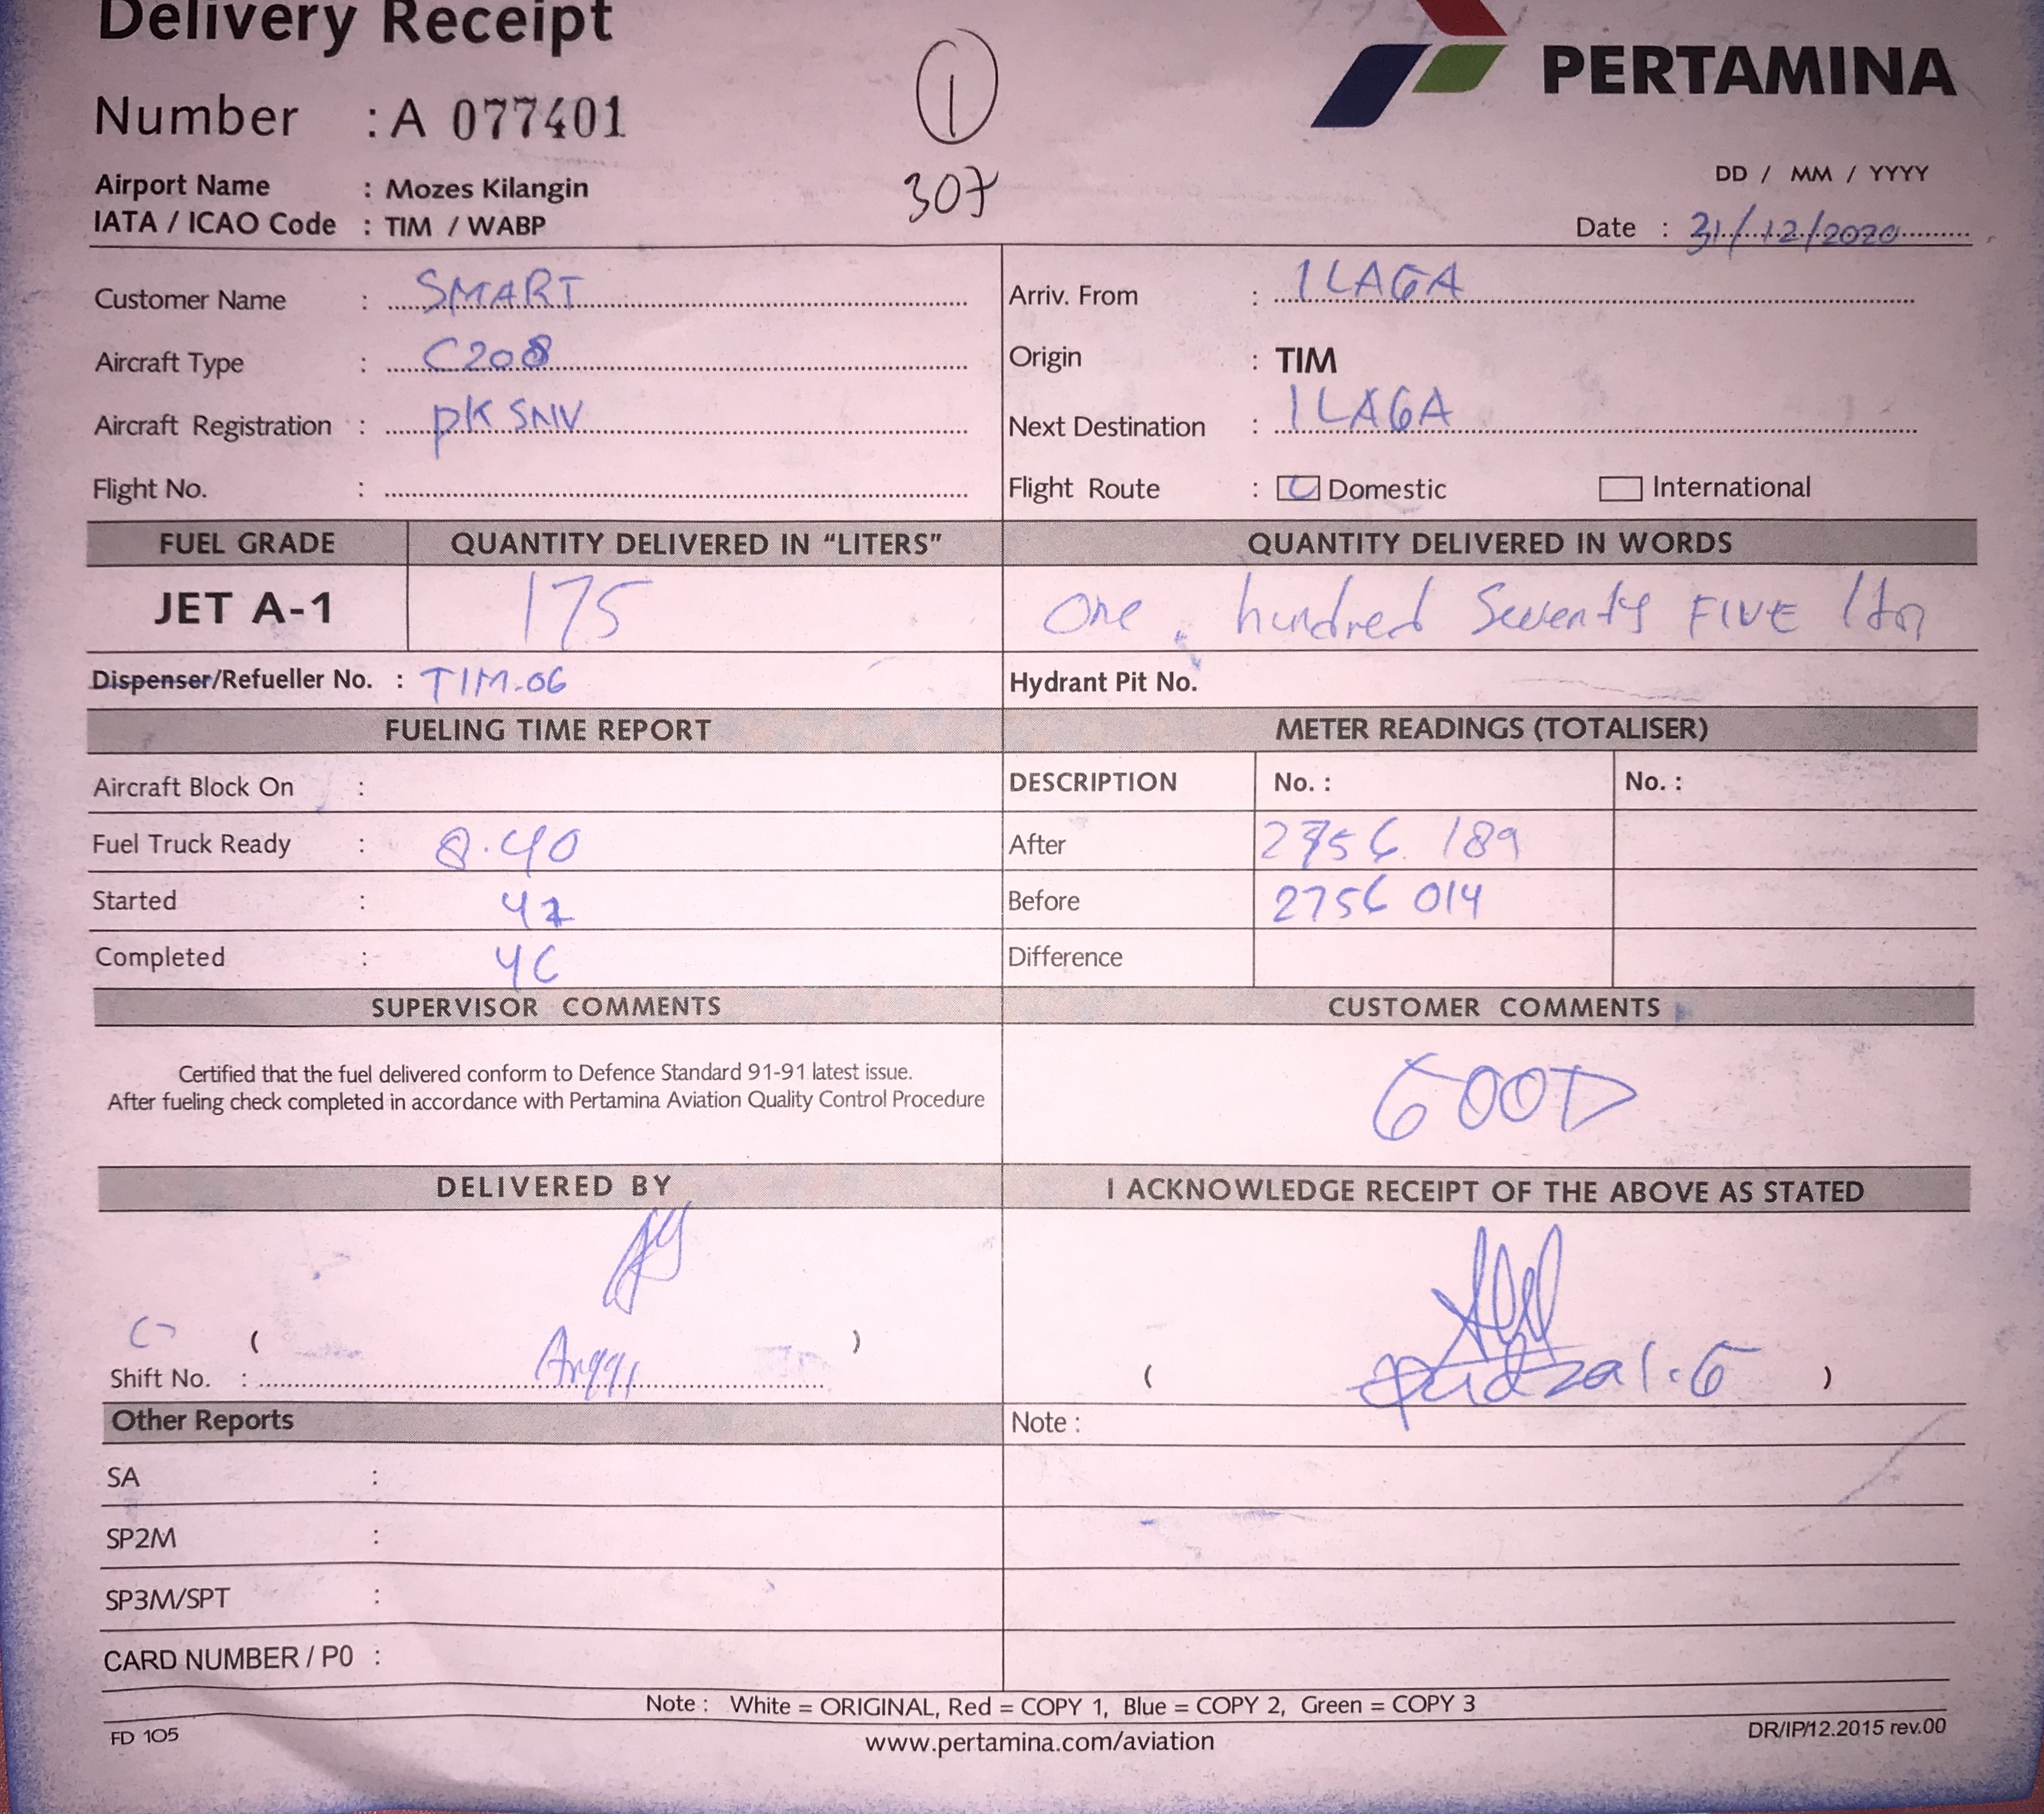 Delivery Receipt
PERTAMINA
1
Number : A 077401
307
Airport Name : Mozes Kilangin
IATA / ICAO Code : TIM / WABP
DD / MM / YYYY
Date : 31/12/2020
Customer Name : SMART
Arriv. From : ILAGA
Aircraft Type : C208
Origin : TIM
Aircraft Registration : PK SNV
Next Destination : ILAGA
Flight No. :
Flight Route : Domestic International
FUEL GRADE QUANTITY DELIVERED IN “LITERS” QUANTITY DELIVERED IN WORDS
JET A-1 175 One hundred Seventy FIVE ltr
Dispenser/Refueller No. : TIM-06 Hydrant Pit No.
FUELING TIME REPORT METER READINGS (TOTALISER)
Aircraft Block On : DESCRIPTION No. : No. :
Fuel Truck Ready : 8.40 After 2756 189
Started : 42 Before 2756 014
Completed : 46 Difference
SUPERVISOR COMMENTS CUSTOMER COMMENTS
Certified that the fuel delivered conform to Defence Standard 91-91 latest issue.
After fueling check completed in accordance with Pertamina Aviation Quality Control Procedure
GOOD
DELIVERED BY I ACKNOWLEDGE RECEIPT OF THE ABOVE AS STATED
( )
Shift No. : Anggi ( )
Other Reports Note :
SA :
SP2M :
SP3M/SPT :
CARD NUMBER / PO :
Note : White = ORIGINAL, Red = COPY 1, Blue = COPY 2, Green = COPY 3
FD 105 www.pertamina.com/aviation DR/IP/12.2015 rev.00